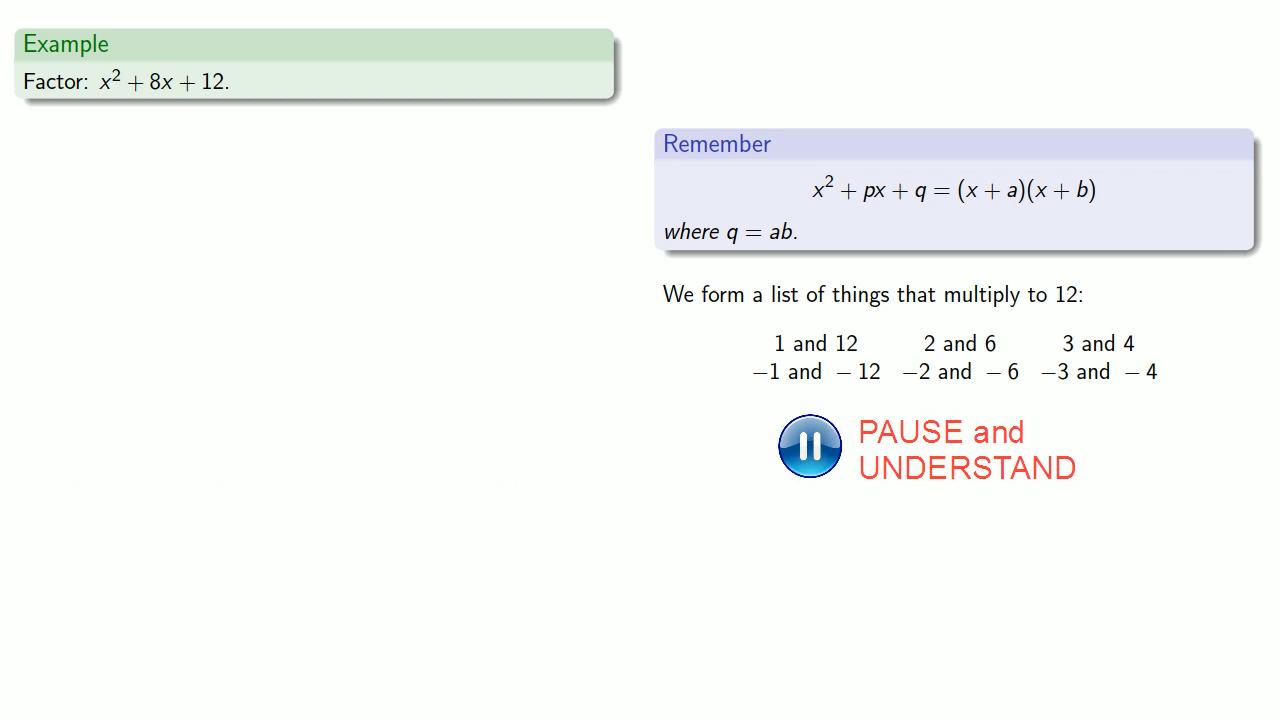 Example
Factor: x² + 8x + 12.
Remember
x² + px + q = (x + a)(x + b)
where q = ab.
We form a list of things that multiply to 12:
1 and 12 2 and 6 3 and 4
−1 and − 12 −2 and − 6 −3 and − 4
PAUSE and
UNDERSTAND